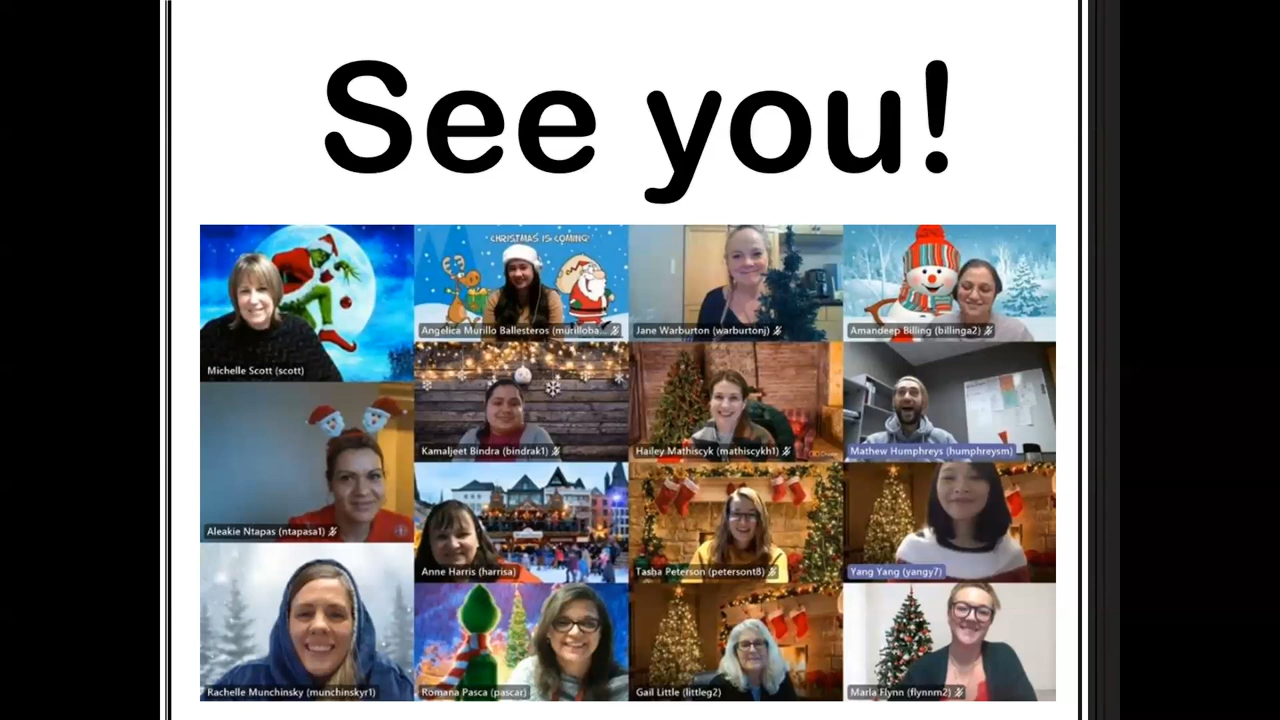 See you!
CHRISTMAS IS COMING!
Michelle Scott (scott)
Angelica Murillo Ballesteros (murilloba...
Jane Warburton (warburtonj)
Amandeep Billing (billinga2)
Kamaljeet Bindra (bindrak1)
Hailey Mathiscyk (mathiscykh1)
Mathew Humphreys (humphreysm)
Aleakie Ntapas (ntapasa1)
Anne Harris (harrisa)
Tasha Peterson (petersont8)
Yang Yang (yangy7)
Rachelle Munchinsky (munchinskyr1)
Romana Pasca (pascar)
Gail Little (littleg2)
Marla Flynn (flynnm2)